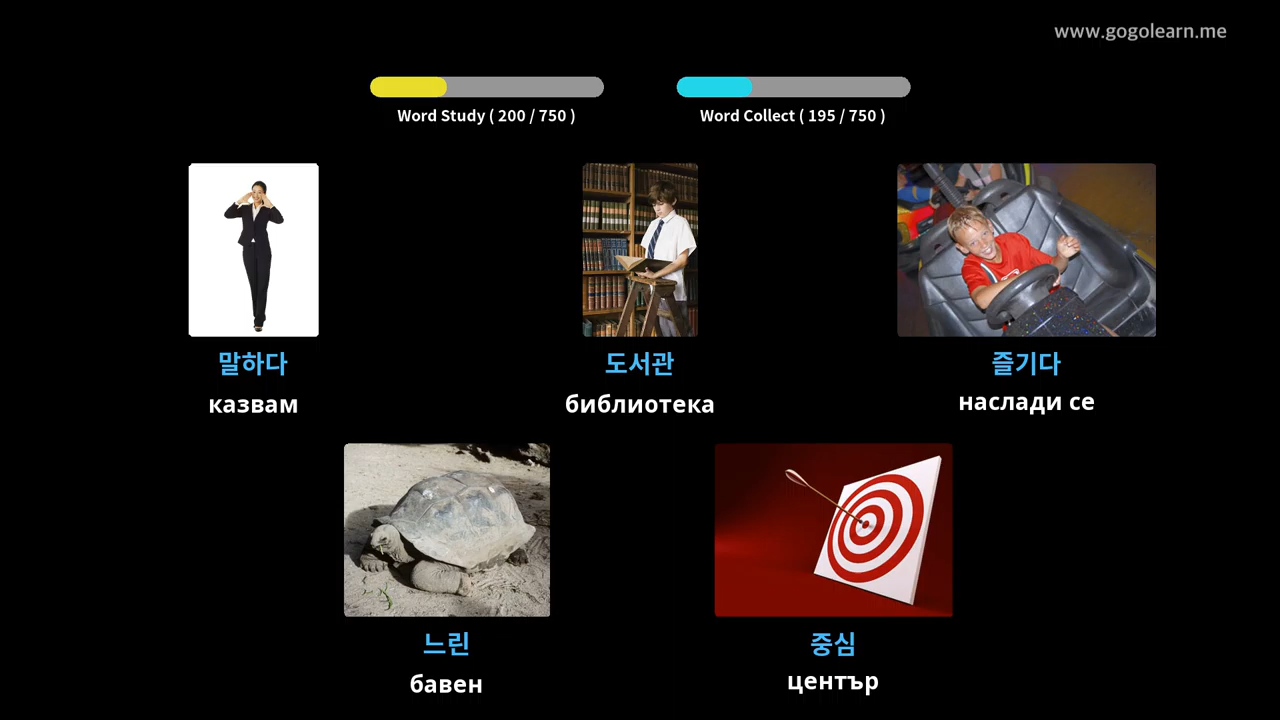 www.gogolearn.me
Word Study ( 200 / 750 )
Word Collect ( 195 / 750 )
말하다
도서관
즐기다
казвам
библиотека
наслади се
느린
중심
бавен
център